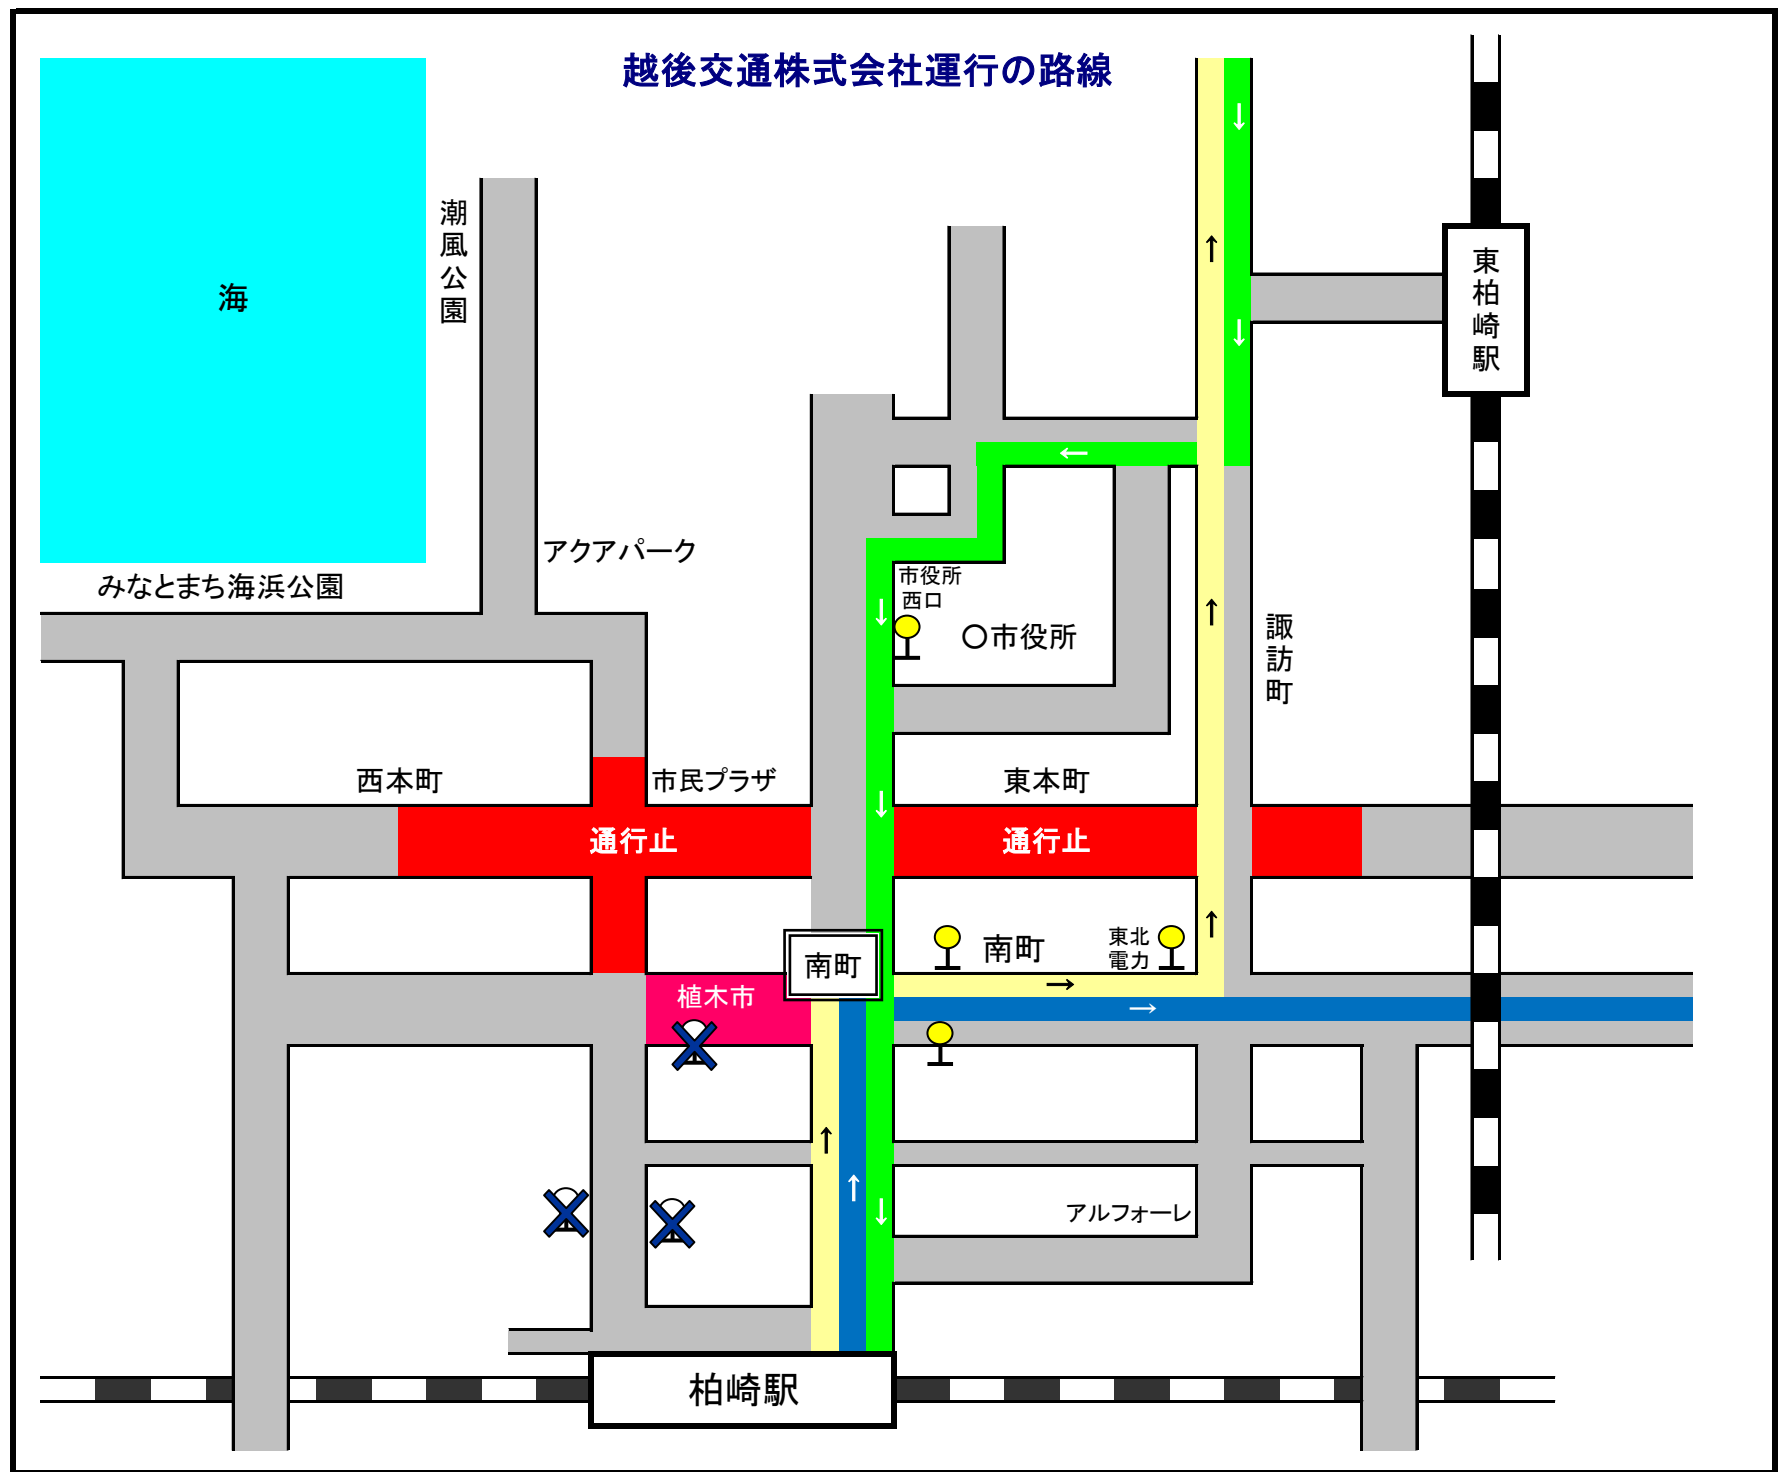 越後交通株式会社運行の路線
潮風公園
海
東柏崎駅
アクアパーク
みなとまち海浜公園
市役所
西口
〇市役所
諏訪町
西本町
市民プラザ
東本町
通行止
通行止
南町
南町
東北
電力
植木市
アルフォーレ
柏崎駅